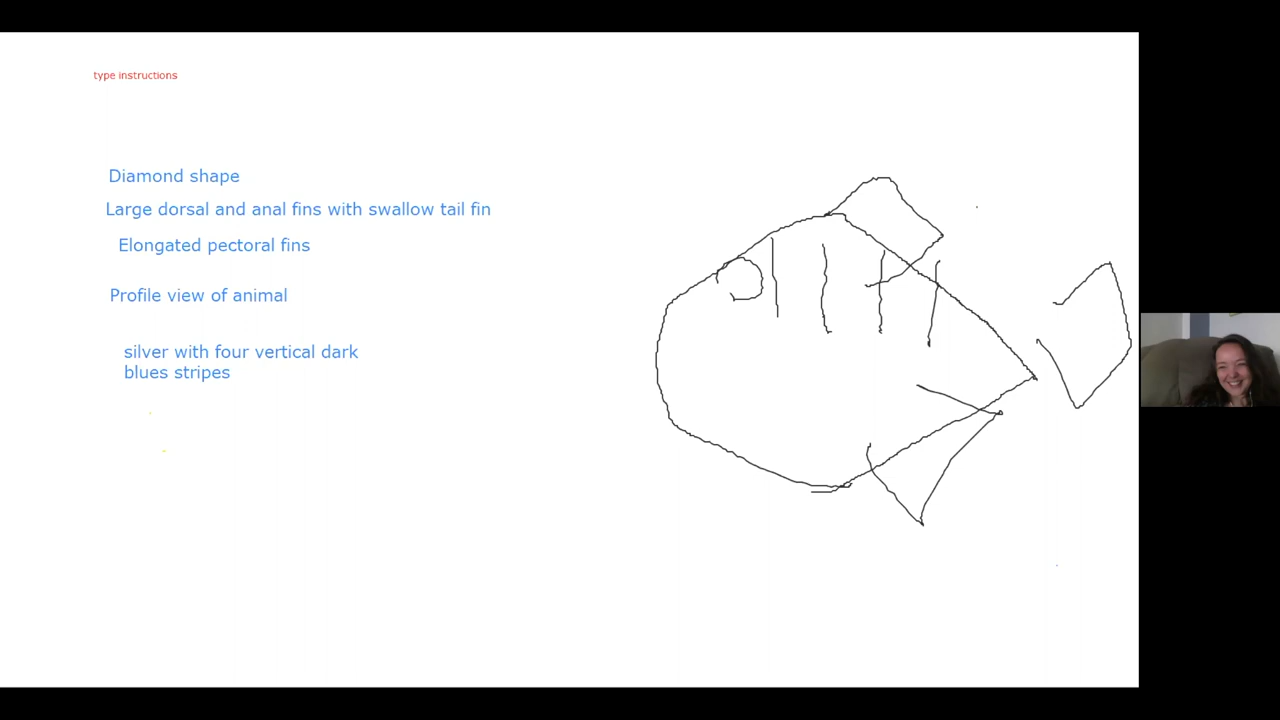 type instructions
Diamond shape
Large dorsal and anal fins with swallow tail fin
Elongated pectoral fins
Profile view of animal
silver with four vertical dark
blues stripes